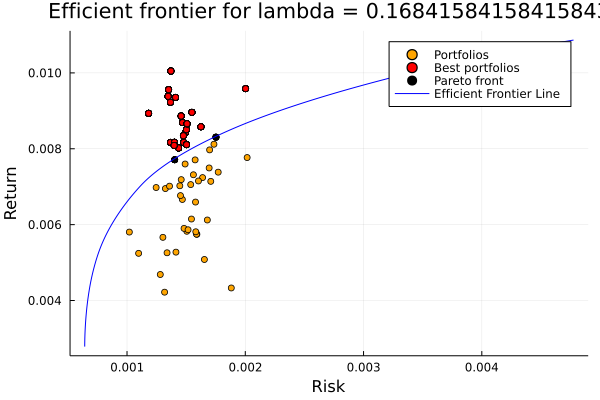 Efficient frontier for lambda = 0.1684158415841584
Portfolios
Best portfolios
Pareto front
Efficient Frontier Line
Return
0.010
0.008
0.006
0.004
0.001
0.002
0.003
0.004
Risk